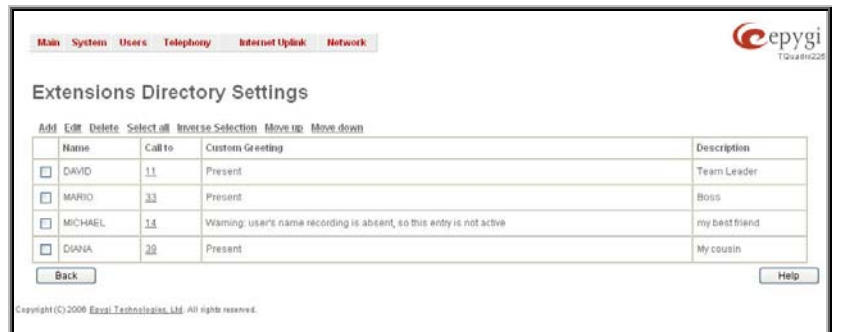 Main System Users Telephony Internet Uplink Network
epygi
TQuadro226
Extensions Directory Settings
Add Edit Delete Select all Inverse Selection Move up Move down
Name Call to Custom Greeting Description
DAVID 11 Present Team Leader
MARIO 33 Present Boss
MICHAEL 14 Warning: user's name recording is absent, so this entry is not active my best friend
DIANA 39 Present My cousin
Back Help
Copyright (C) 2006 Epygi Technologies, Ltd. All rights reserved.